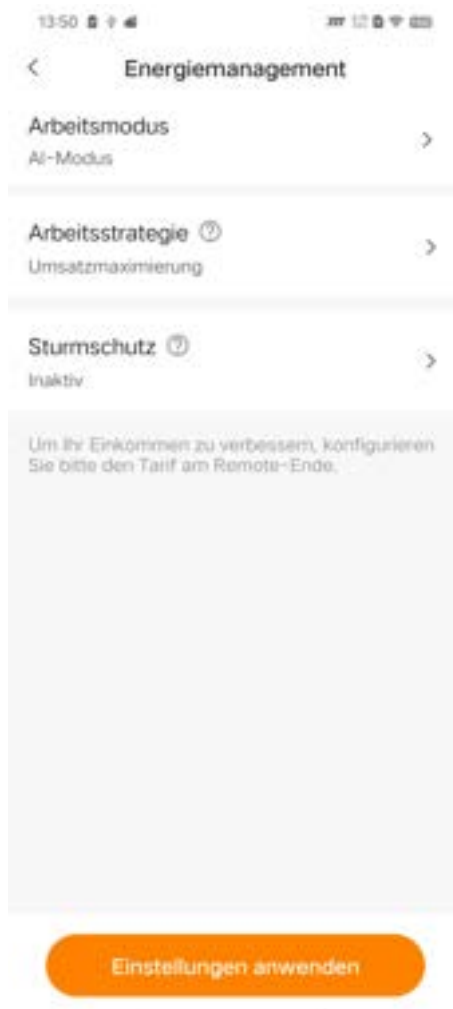 13:50
Energiemanagement
Arbeitsmodus
AI-Modus
Arbeitsstrategie
Umsatzmaximierung
Sturmschutz
Inaktiv
Um Ihr Einkommen zu verbessern, konfigurieren
Sie bitte den Tarif am Remote-Ende.
Einstellungen anwenden